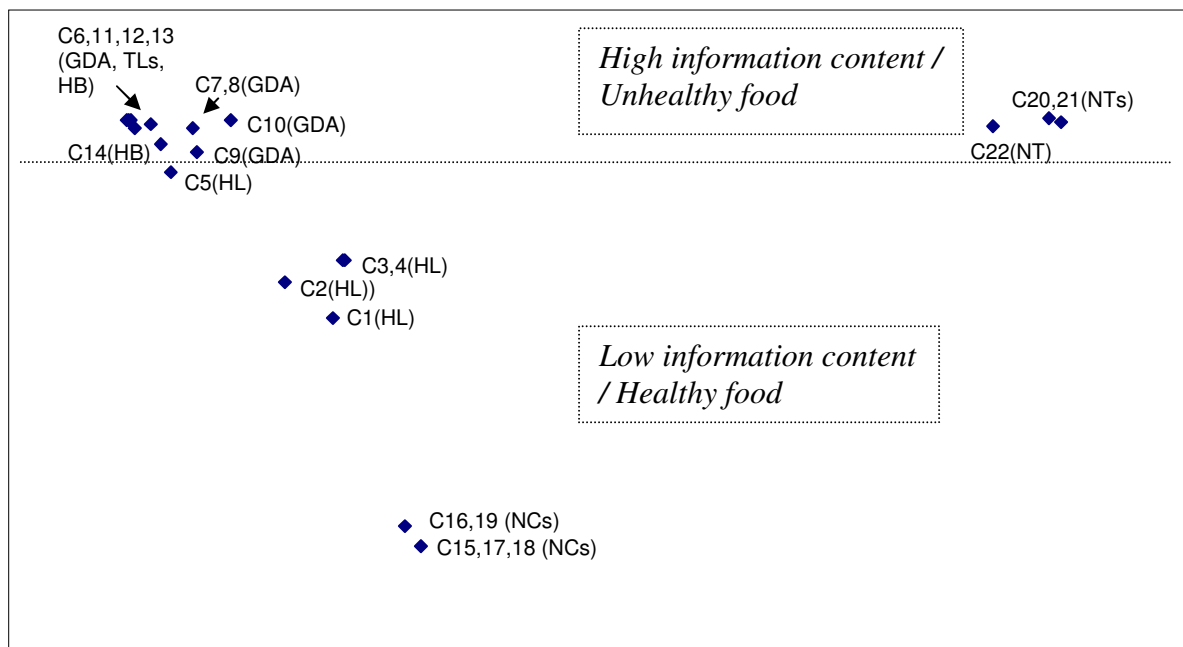 C6,11,12,13
(GDA, TLs,
HB)
C7,8(GDA)
High information content /
Unhealthy food
C20,21(NTs)
C10(GDA)
C14(HB)
C9(GDA)
C22(NT)
C5(HL)
C3,4(HL)
C2(HL))
C1(HL)
Low information content
/ Healthy food
C16,19 (NCs)
C15,17,18 (NCs)